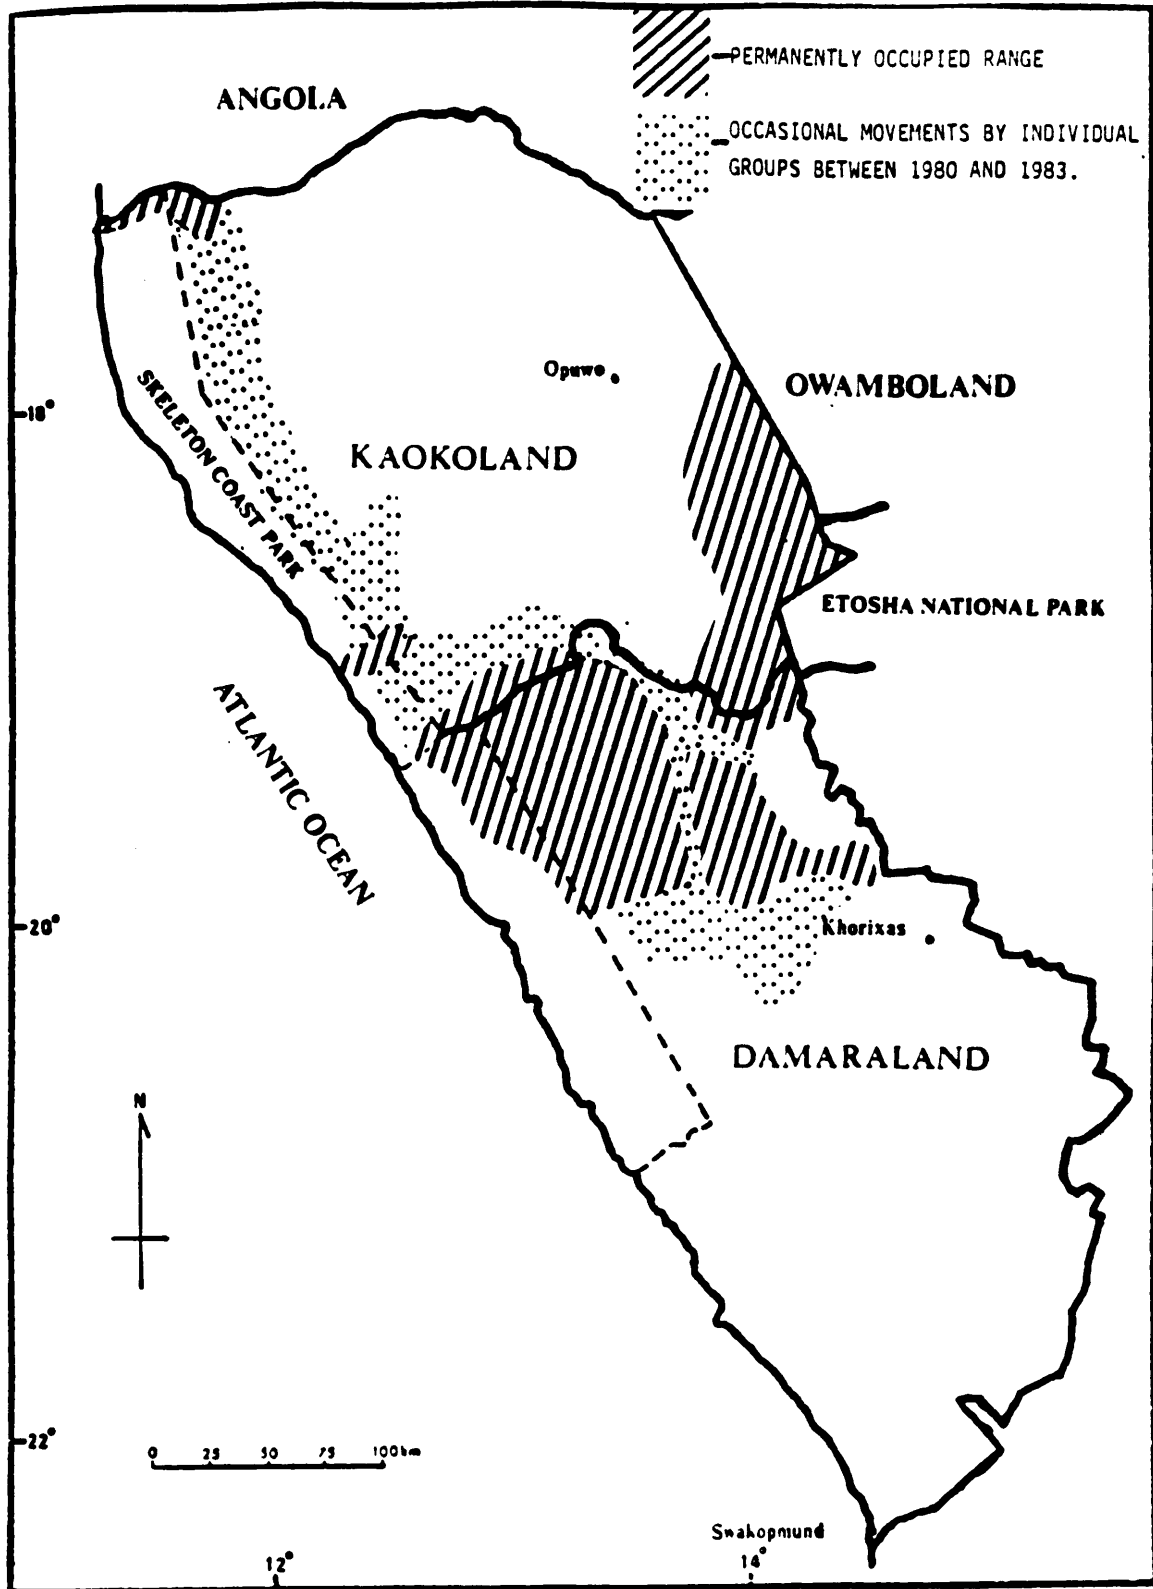 PERMANENTLY OCCUPIED RANGE
ANGOLA
OCCASIONAL MOVEMENTS BY INDIVIDUAL
GROUPS BETWEEN 1980 AND 1983.
Opuwo
OWAMBOLAND
18°
KAOKOLAND
SKELETON COAST PARK
ETOSHA NATIONAL PARK
ATLANTIC OCEAN
20°
Khorixas
DAMARALAND
N
22°
0 25 50 75 100km
Swakopmund
12° 14°